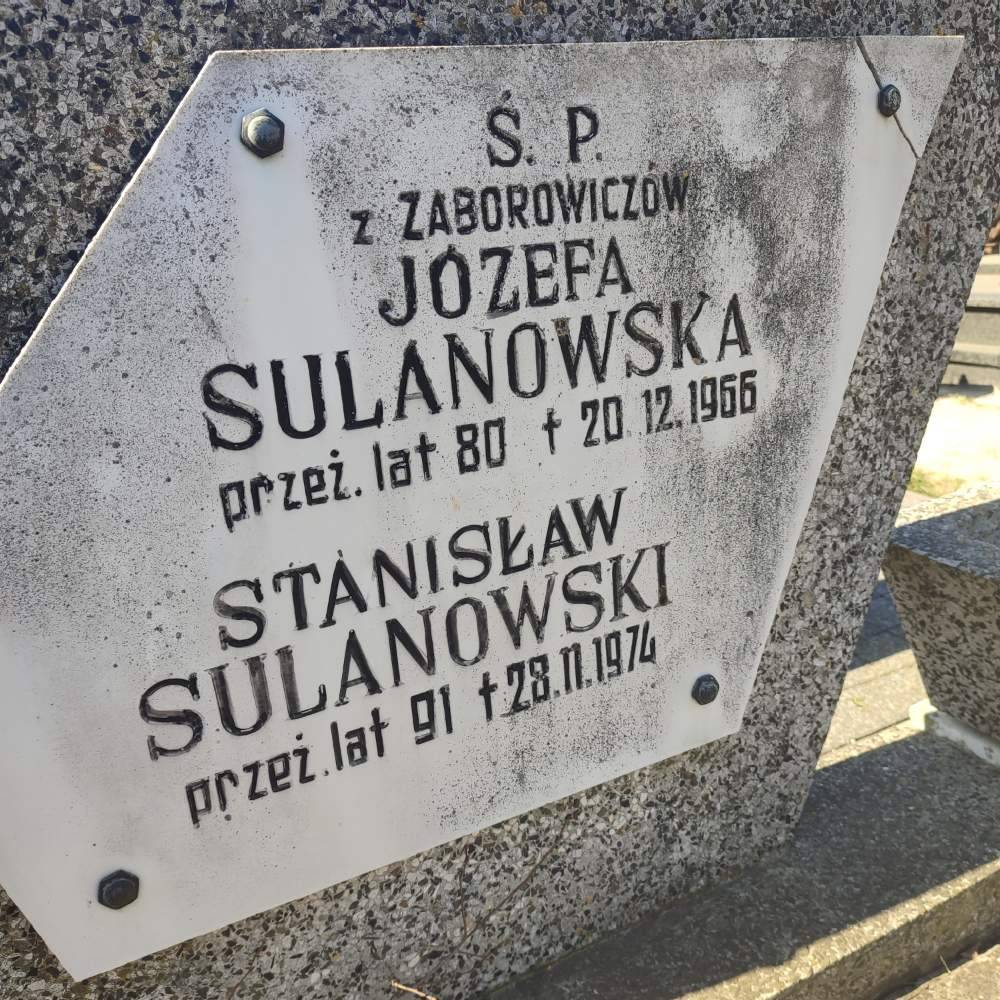 Ś. P.
z ZABOROWICZÓW
JÓZEFA
SULANOWSKA
przeż. lat 80 † 20.12.1966
STANISŁAW
SULANOWSKI
przeż. lat 91 † 28.11.1974